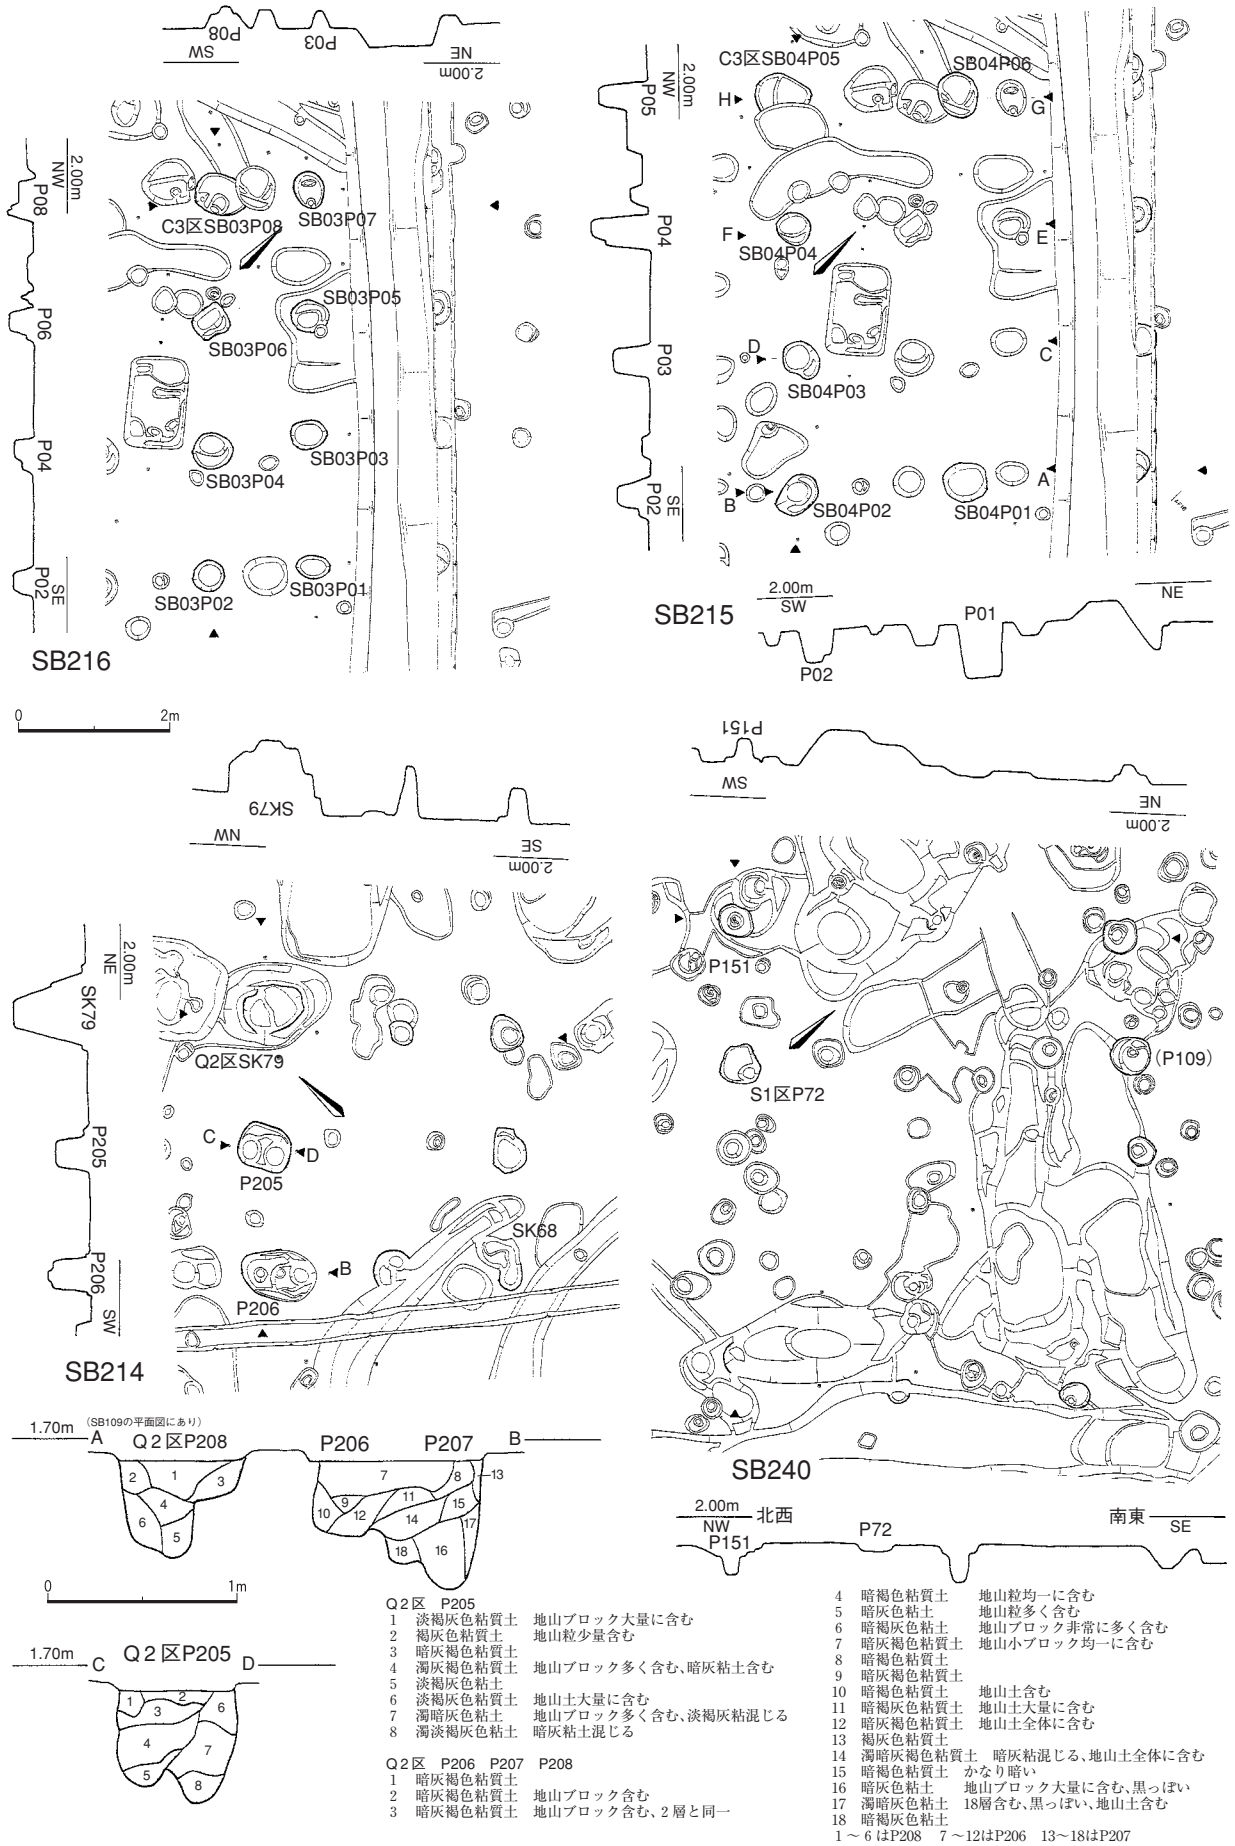 P08
P03
SW
NE
2.00m
2.00m
NW
P08
P06
P04
P02
SE
C3区SB03P08
SB03P07
SB03P05
SB03P06
SB03P03
SB03P04
SB03P02
SB03P01
SB216
2.00m
NW
P05
P04
P03
P02
SE
C3区SB04P05
SB04P06
H
G
F
E
SB04P04
D
C
SB04P03
B
A
SB04P02
SB04P01
SB215
2.00m
SW
P01
NE
P02
0
2m
SK79
NW
SE
2.00m
2.00m
NE
SK79
P205
P206
SW
Q2区SK79
C
D
P205
SK68
B
P206
SB214
P151
SW
NE
2.00m
P151
S1区P72
(P109)
SB240
2.00m
NW
北西
P151
P72
南東
SE
(SB109の平面図にあり)
1.70m
A
Q2区P208
P206
P207
B
1
2
3
4
5
6
7
8
9
10
11
12
13
14
15
16
17
18
0
1m
1.70m
C
Q2区P205
D
1
2
3
4
5
6
7
8
Q2区 P205
1 淡褐灰色粘質土 地山ブロック大量に含む
2 褐灰色粘質土 地山粒少量含む
3 暗灰褐色粘質土
4 濁灰褐色粘質土 地山ブロック多く含む、暗灰粘土含む
5 淡褐灰色粘土
6 淡褐灰色粘質土 地山土大量に含む
7 濁暗灰色粘土 地山ブロック多く含む、淡褐灰粘混じる
8 濁淡褐灰色粘土 暗灰粘土混じる
Q2区 P206 P207 P208
1 暗灰褐色粘質土
2 暗灰褐色粘質土 地山ブロック含む
3 暗灰褐色粘質土 地山ブロック含む、2層と同一
4 暗褐色粘質土 地山粒均一に含む
5 暗灰色粘土 地山粒多く含む
6 暗褐灰色粘土 地山ブロック非常に多く含む
7 暗灰褐色粘質土 地山小ブロック均一に含む
8 暗褐色粘質土
9 暗灰褐色粘質土
10 暗褐色粘質土 地山土含む
11 暗褐灰色粘質土 地山土大量に含む
12 暗灰褐色粘質土 地山土全体に含む
13 褐灰色粘質土
14 濁暗灰褐色粘質土 暗灰粘混じる、地山土全体に含む
15 暗褐色粘質土 かなり暗い
16 暗灰色粘土 地山ブロック大量に含む、黒っぽい
17 濁暗灰色粘土 18層含む、黒っぽい、地山土含む
18 暗褐灰色粘土
1～6はP208 7～12はP206 13～18はP207